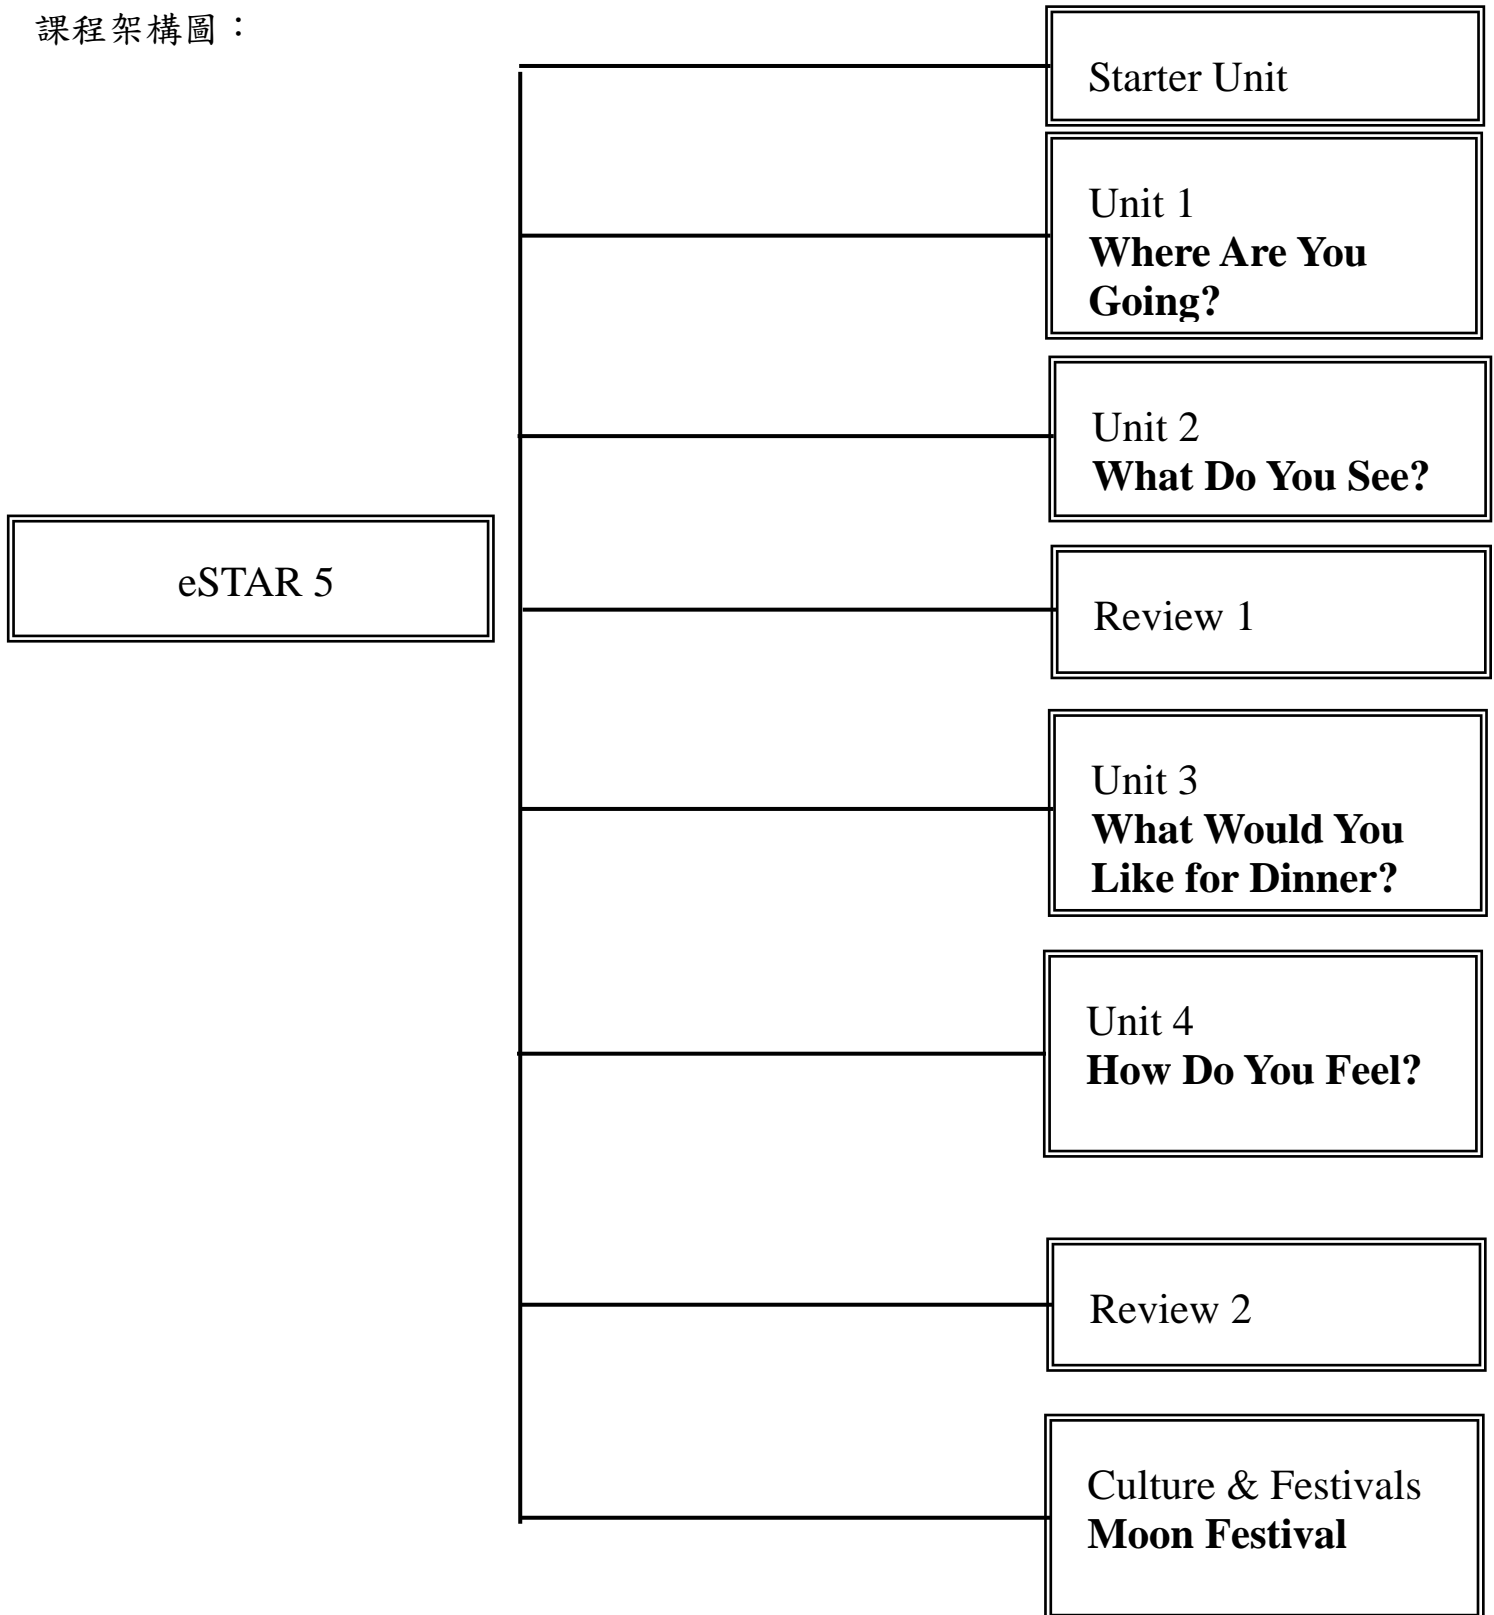 課程架構圖：
Starter Unit
Unit 1
Where Are You
Going?
Unit 2
What Do You See?
eSTAR 5
Review 1
Unit 3
What Would You
Like for Dinner?
Unit 4
How Do You Feel?
Review 2
Culture & Festivals
Moon Festival